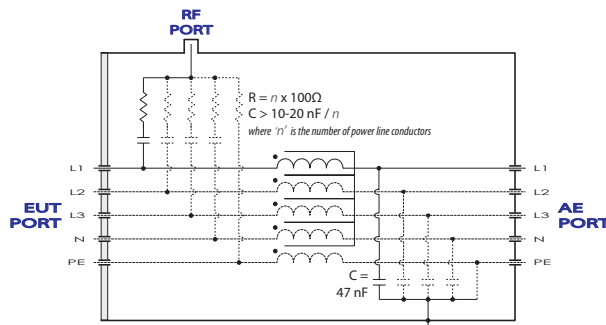 RF
PORT
R = n x 100Ω
C > 10-20 nF / n
where 'n' is the number of power line conductors
L1
L1
L2
L2
EUT
PORT
L3
L3
AE
PORT
N
N
PE
PE
C =
47 nF